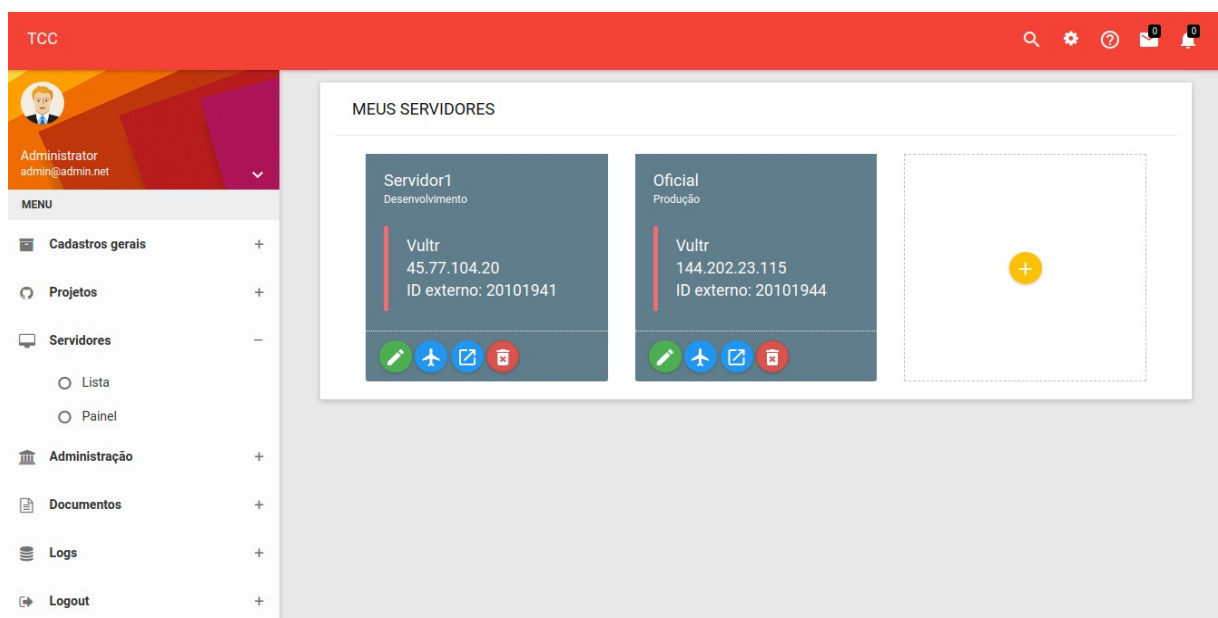 TCC
0
0
Administrator
admin@admin.net
MENU
Cadastros gerais
Projetos
Servidores
Lista
Painel
Administração
Documentos
Logs
Logout
MEUS SERVIDORES
Servidor1
Desenvolvimento
Vultr
45.77.104.20
ID externo: 20101941
Oficial
Produção
Vultr
144.202.23.115
ID externo: 20101944